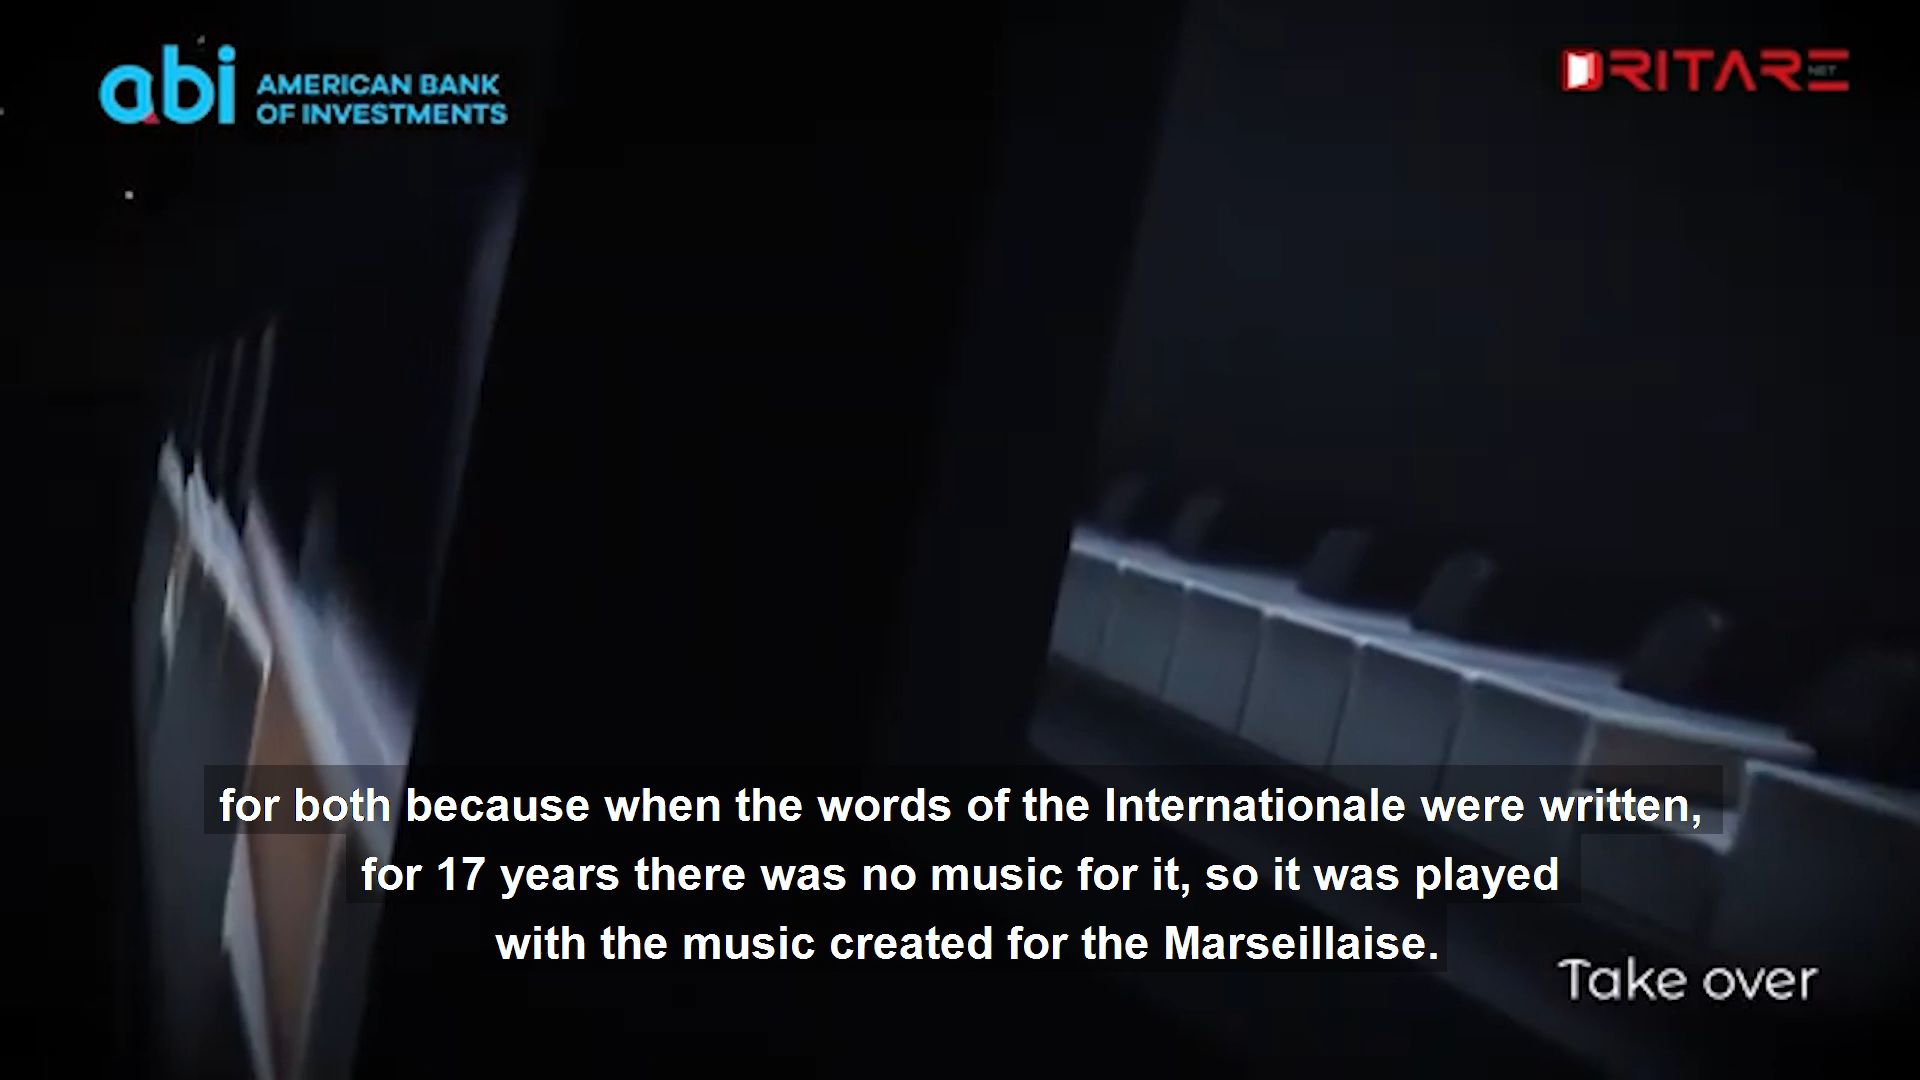 abi AMERICAN BANK
OF INVESTMENTS
DRITARE
NET
for both because when the words of the Internationale were written,
for 17 years there was no music for it, so it was played
with the music created for the Marseillaise.
Take over